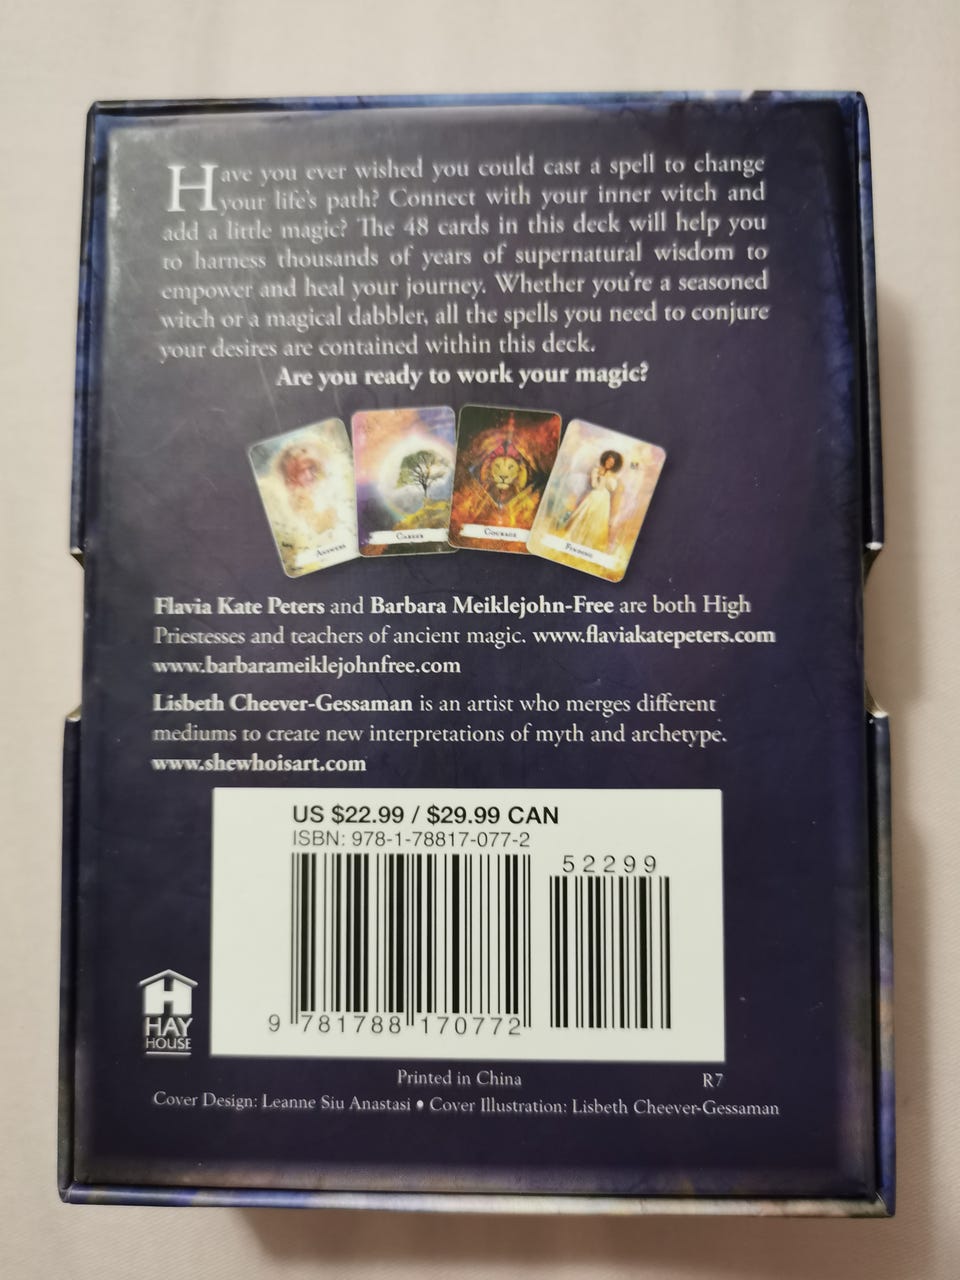 Have you ever wished you could cast a spell to change
your life's path? Connect with your inner witch and
add a little magic? The 48 cards in this deck will help you
to harness thousands of years of supernatural wisdom to
empower and heal your journey. Whether you're a seasoned
witch or a magical dabbler, all the spells you need to conjure
your desires are contained within this deck.
Are you ready to work your magic?
Answers
Career
Courage
Finding
Flavia Kate Peters and Barbara Meiklejohn-Free are both High
Priestesses and teachers of ancient magic. www.flaviakatepeters.com
www.barbarameiklejohnfree.com
Lisbeth Cheever-Gessaman is an artist who merges different
mediums to create new interpretations of myth and archetype.
www.shewhoisart.com
US $22.99 / $29.99 CAN
ISBN: 978-1-78817-077-2
52299
9 781788 170772
HAY
HOUSE
Printed in China
R7
Cover Design: Leanne Siu Anastasi • Cover Illustration: Lisbeth Cheever-Gessaman